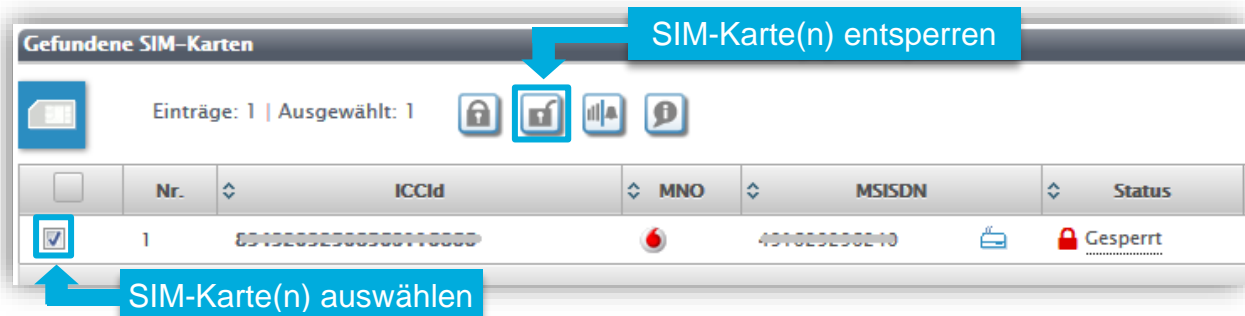 SIM-Karte(n) entsperren
Gefundene SIM-Karten
Einträge: 1 | Ausgewählt: 1
Nr. ICCId MNO MSISDN Status
1 Gesperrt
SIM-Karte(n) auswählen